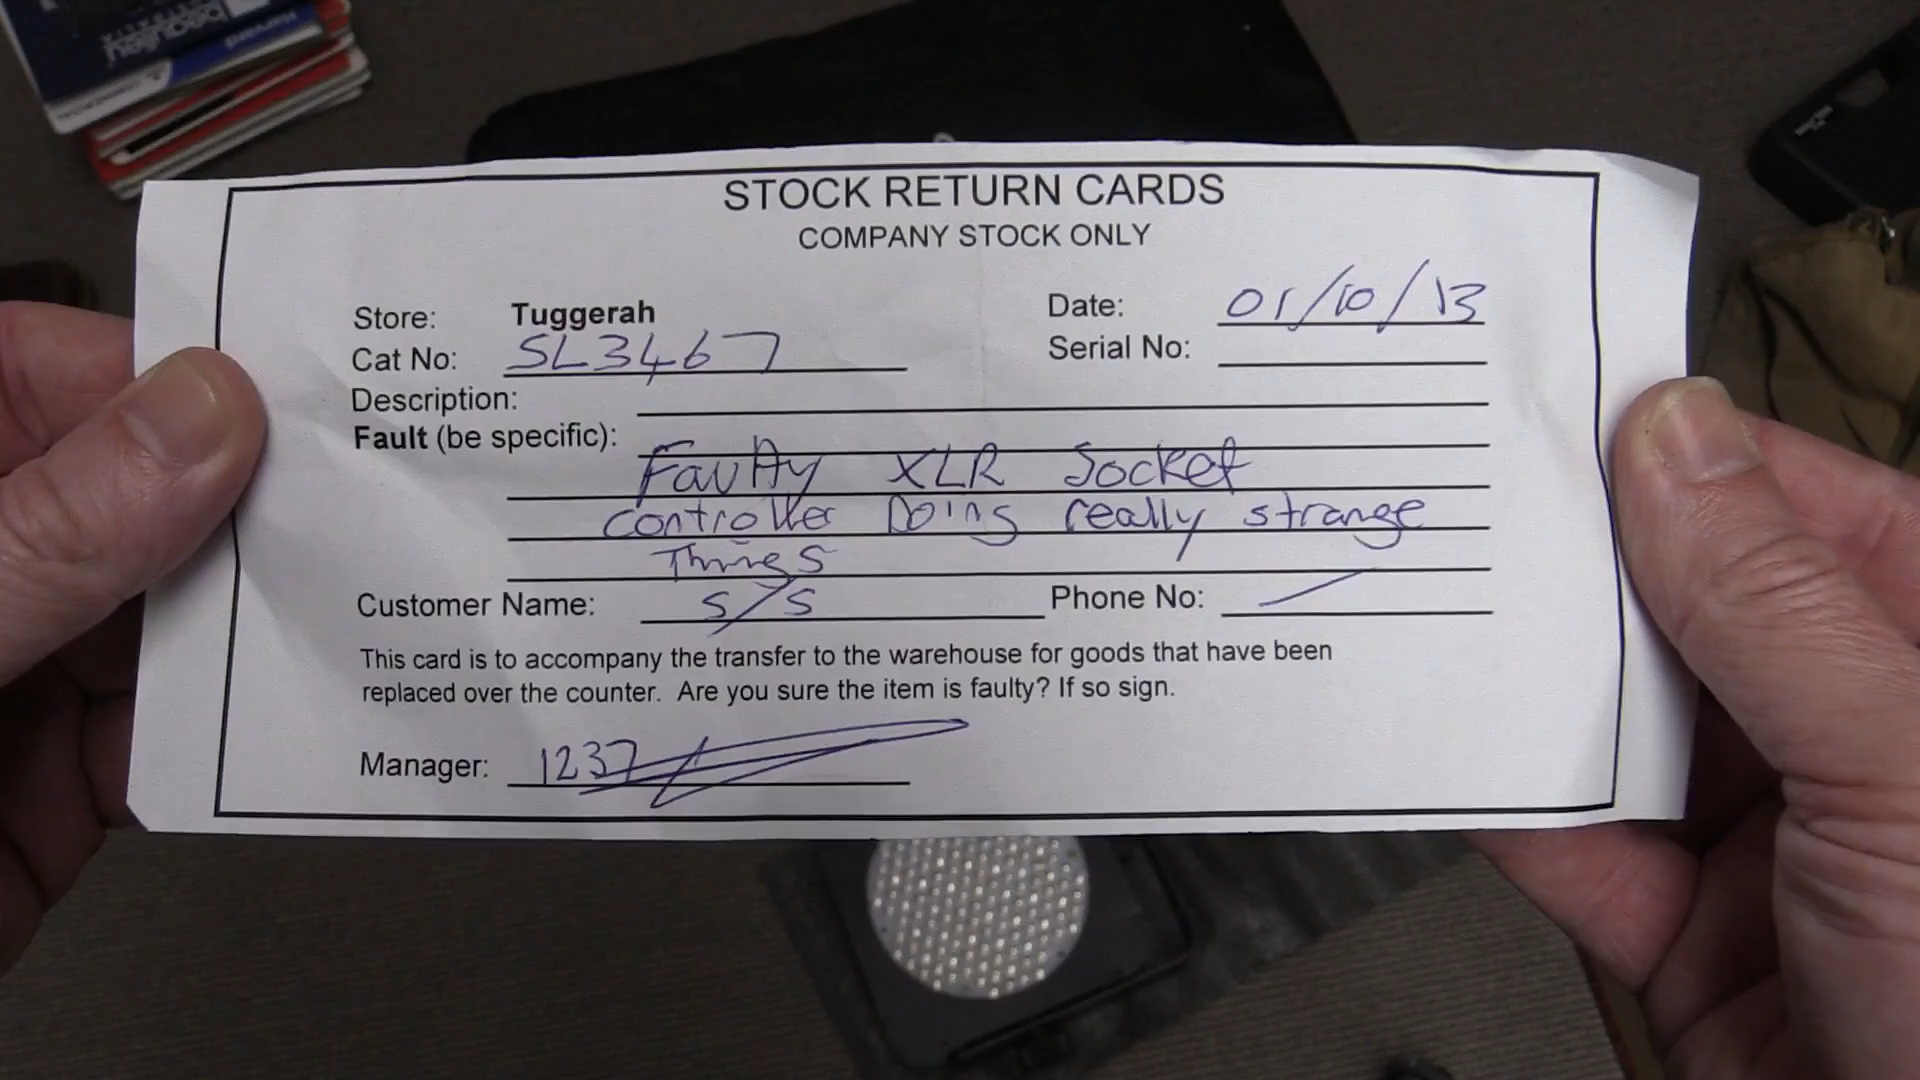 STOCK RETURN CARDS
COMPANY STOCK ONLY
Store: Tuggerah
Date: 01/10/13
Cat No: SL3467
Serial No:
Description:
Fault (be specific):
Faulty XLR Socket
controller Doing really strange
Things
Customer Name: S/S
Phone No: /
This card is to accompany the transfer to the warehouse for goods that have been
replaced over the counter. Are you sure the item is faulty? If so sign.
Manager: 1237